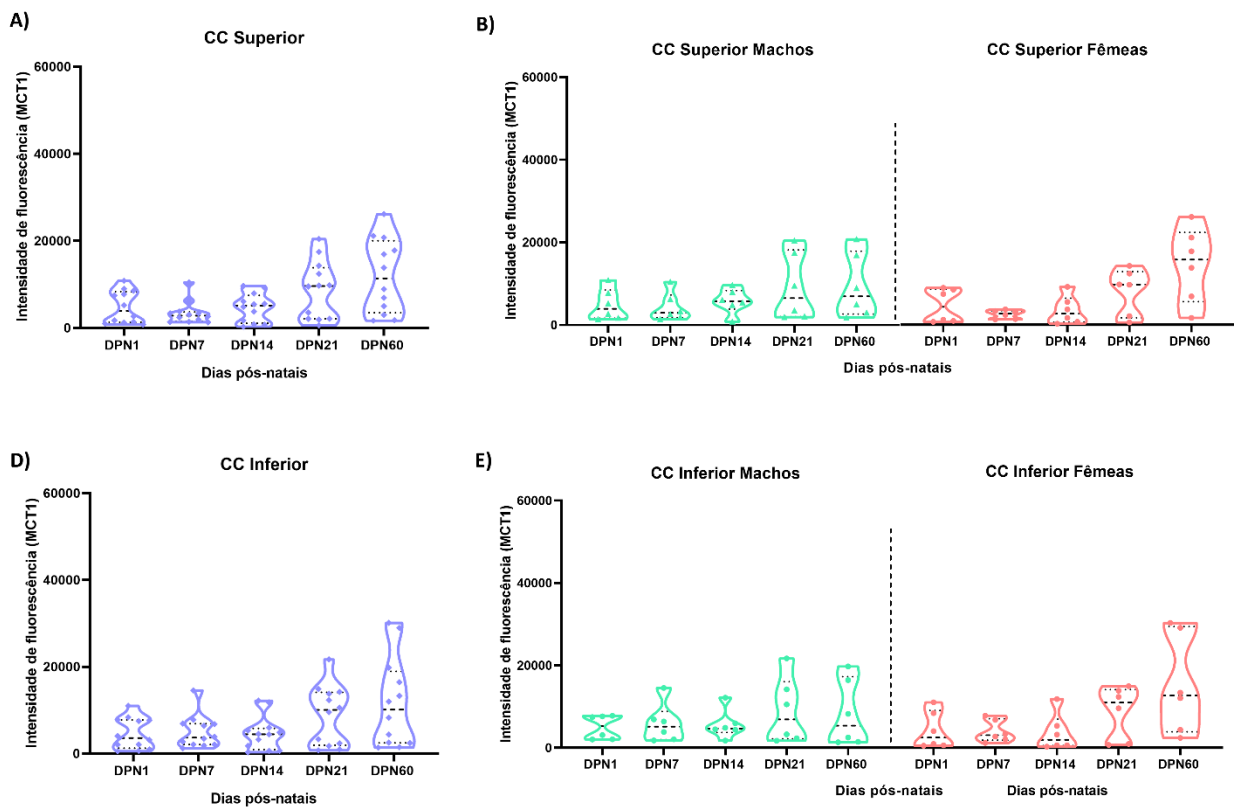 A)
CC Superior
Intensidade de fluorescência (MCT1)
60000
40000
20000
0
DPN1 DPN7 DPN14 DPN21 DPN60
Dias pós-natais
B)
CC Superior Machos CC Superior Fêmeas
Intensidade de fluorescência (MCT1)
60000
40000
20000
0
DPN1 DPN7 DPN14 DPN21 DPN60 DPN1 DPN7 DPN14 DPN21 DPN60
Dias pós-natais
D)
CC Inferior
Intensidade de fluorescência (MCT1)
60000
40000
20000
0
DPN1 DPN7 DPN14 DPN21 DPN60
Dias pós-natais
E)
CC Inferior Machos CC Inferior Fêmeas
Intensidade de fluorescência (MCT1)
60000
40000
20000
0
DPN1 DPN7 DPN14 DPN21 DPN60 DPN1 DPN7 DPN14 DPN21 DPN60
Dias pós-natais Dias pós-natais